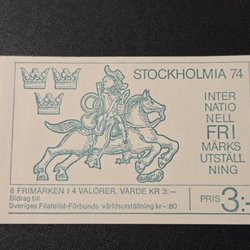 STOCKHOLMIA 74
INTER
NATIO
NELL
FRI
MÄRKS
UTSTÄLL
NING
8 FRIMÄRKEN I 4 VALÖRER, VÄRDE KR 3:–
Bidrag till
Sveriges Filatelist-Förbunds världsutställning kr –:80
PRIS 3:–